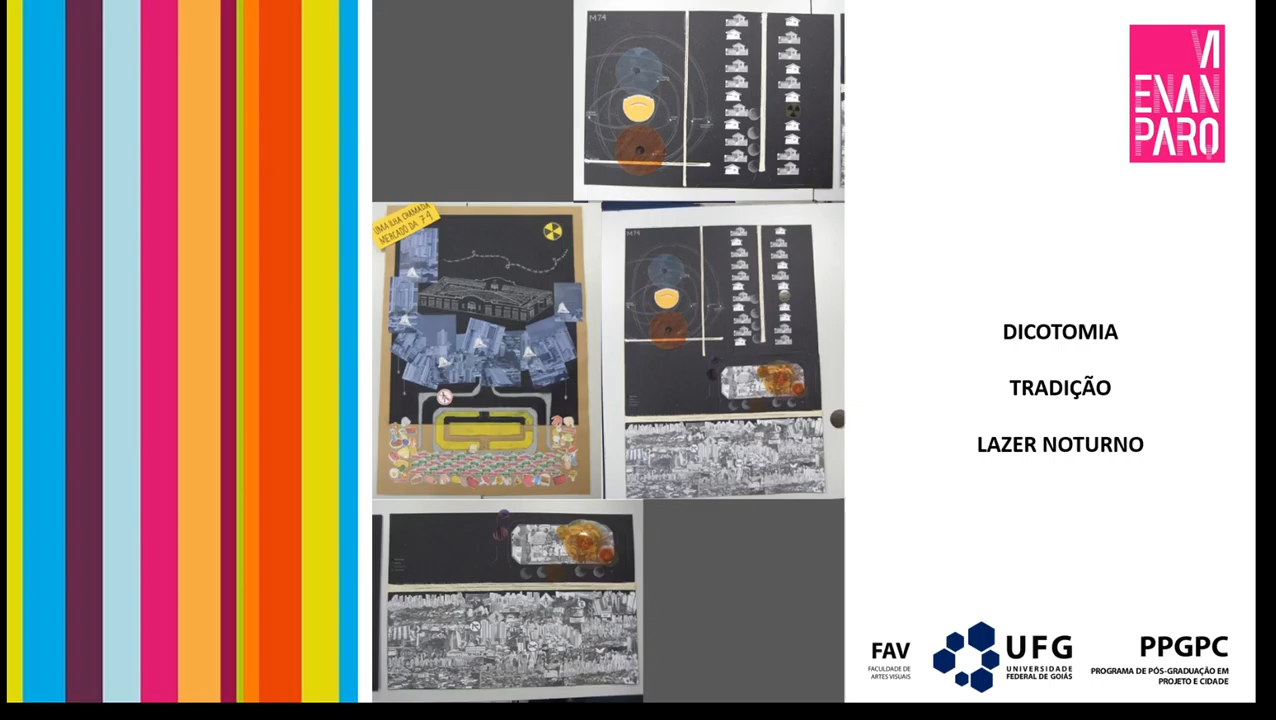 M74
UMA ILHA CHAMADA
MERCADO DA 74
M74
VI
ENAN
PARQ
DICOTOMIA
TRADIÇÃO
LAZER NOTURNO
FAV
FACULDADE DE
ARTES VISUAIS
UFG
UNIVERSIDADE
FEDERAL DE GOIÁS
PPGPC
PROGRAMA DE PÓS-GRADUAÇÃO EM
PROJETO E CIDADE